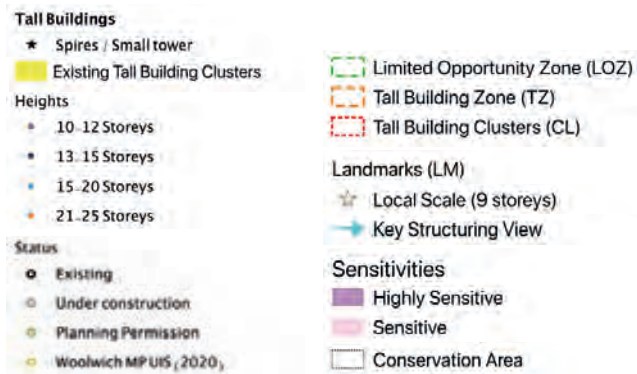 Tall Buildings
Spires / Small tower
Existing Tall Building Clusters
Heights
10-12 Storeys
13-15 Storeys
15-20 Storeys
21-25 Storeys
Status
Existing
Under construction
Planning Permission
Woolwich MP UIS (2020)
Limited Opportunity Zone (LOZ)
Tall Building Zone (TZ)
Tall Building Clusters (CL)
Landmarks (LM)
Local Scale (9 storeys)
Key Structuring View
Sensitivities
Highly Sensitive
Sensitive
Conservation Area